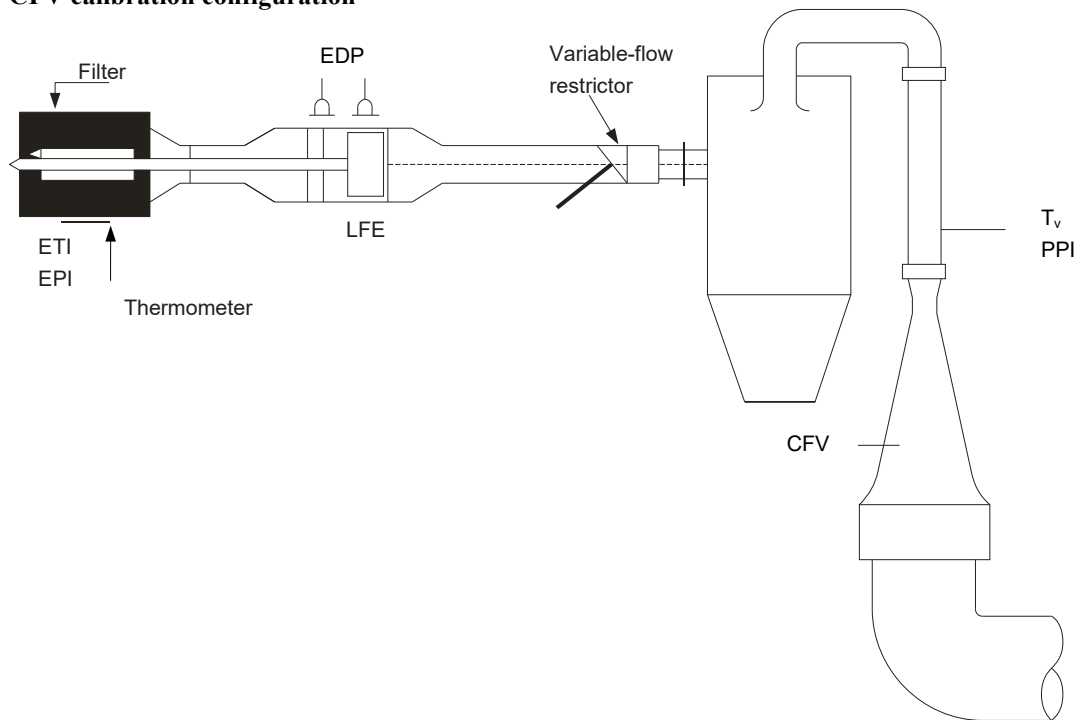 CFV calibration configuration
Filter
EDP
Variable-flow
restrictor
LFE
ETI
EPI
Thermometer
Tv
PPI
CFV